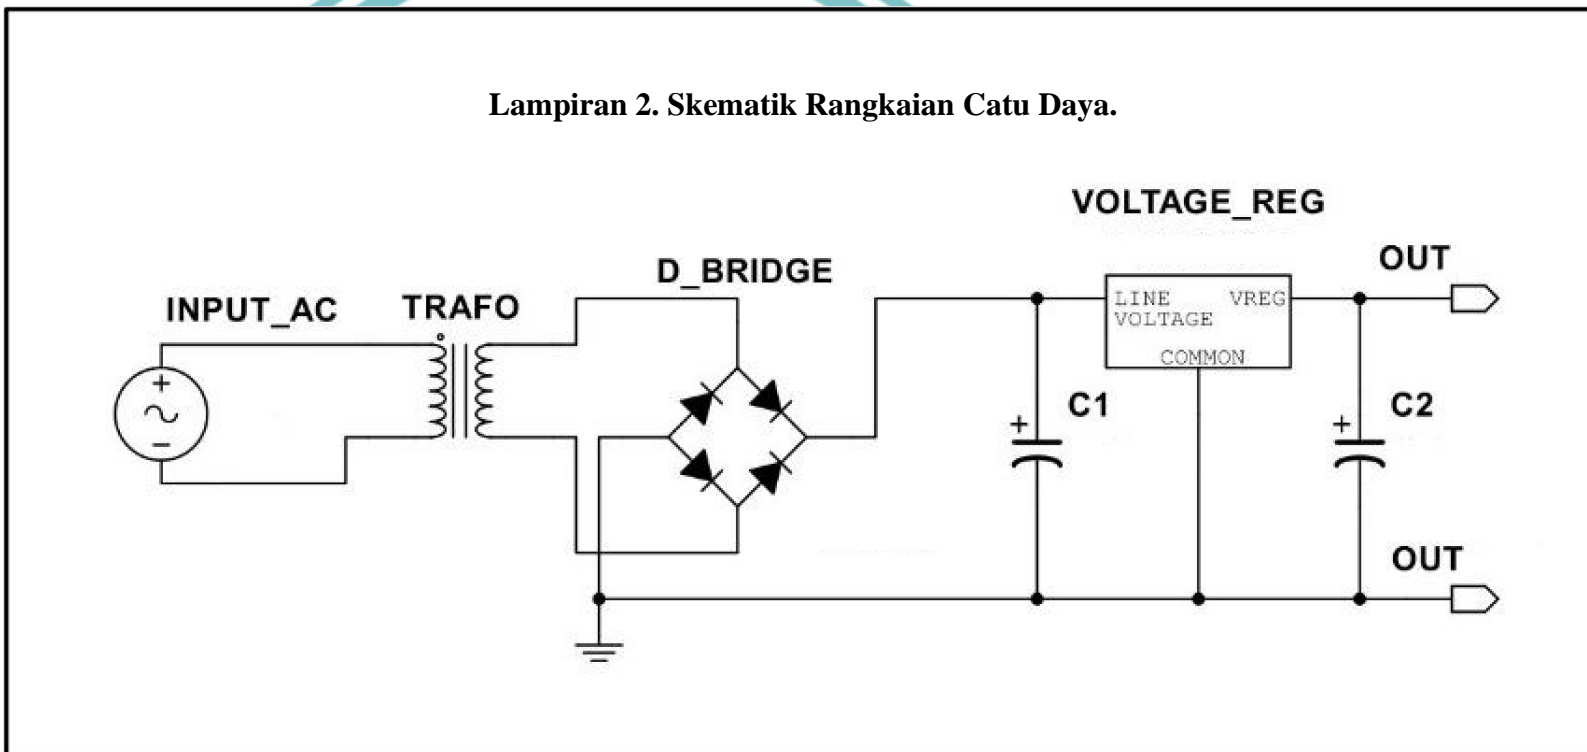 Lampiran 2. Skematik Rangkaian Catu Daya.
VOLTAGE_REG
OUT
D_BRIDGE
INPUT_AC
TRAFO
LINE VREG
VOLTAGE
COMMON
+
C1
+
C2
+
−
OUT